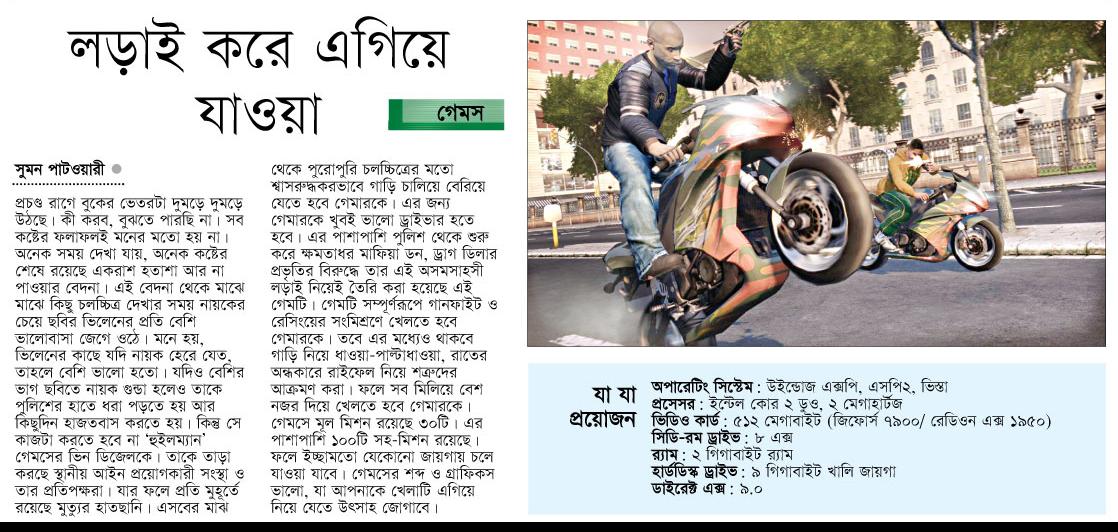 লড়াই করে এগিয়ে
যাওয়া
গেমস
সুমন পাটওয়ারী
প্রচণ্ড রাগে বুকের ভেতরটা দুমড়ে দুমড়ে
উঠছে। কী করব, বুঝতে পারছি না। সব
কষ্টের ফলাফলই মনের মতো হয় না।
অনেক সময় দেখা যায়, অনেক কষ্টের
শেষে রয়েছে একরাশ হতাশা আর না
পাওয়ার বেদনা। এই বেদনা থেকে মাঝে
মাঝে কিছু চলচ্চিত্র দেখার সময় নায়কের
চেয়ে ছবির ভিলেনের প্রতি বেশি
ভালোবাসা জেগে ওঠে। মনে হয়,
ভিলেনের কাছে যদি নায়ক হেরে যেত,
তাহলে বেশি ভালো হতো। যদিও বেশির
ভাগ ছবিতে নায়ক গুন্ডা হলেও তাকে
পুলিশের হাতে ধরা পড়তে হয় আর
কিছুদিন হাজতবাস করতে হয়। কিন্তু সে
কাজটা করতে হবে না ‘হুইলম্যান’
গেমসের ভিন ডিজেলকে। তাকে তাড়া
করছে স্থানীয় আইন প্রয়োগকারী সংস্থা ও
তার প্রতিপক্ষরা। যার ফলে প্রতি মুহূর্তে
রয়েছে মৃত্যুর হাতছানি। এসবের মাঝ
থেকে পুরোপুরি চলচ্চিত্রের মতো
শ্বাসরুদ্ধকরভাবে গাড়ি চালিয়ে বেরিয়ে
যেতে হবে গেমারকে। এর জন্য
গেমারকে খুবই ভালো ড্রাইভার হতে
হবে। এর পাশাপাশি পুলিশ থেকে শুরু
করে ক্ষমতাধর মাফিয়া ডন, ড্রাগ ডিলার
প্রভৃতির বিরুদ্ধে তার এই অসমসাহসী
লড়াই নিয়েই তৈরি করা হয়েছে এই
গেমটি। গেমটি সম্পূর্ণরূপে গানফাইট ও
রেসিংয়ের সংমিশ্রণে খেলতে হবে
গেমারকে। তবে এর মধ্যেও থাকবে
গাড়ি নিয়ে ধাওয়া-পাল্টাধাওয়া, রাতের
অন্ধকারে রাইফেল নিয়ে শত্রুদের
আক্রমণ করা। ফলে সব মিলিয়ে বেশ
নজর দিয়ে খেলতে হবে গেমারকে।
গেমসে মূল মিশন রয়েছে ৩০টি। এর
পাশাপাশি ১০০টি সহ-মিশন রয়েছে।
ফলে ইচ্ছামতো যেকোনো জায়গায় চলে
যাওয়া যাবে। গেমসের শব্দ ও গ্রাফিকস
ভালো, যা আপনাকে খেলাটি এগিয়ে
নিয়ে যেতে উৎসাহ জোগাবে।
যা যা
প্রয়োজন
অপারেটিং সিস্টেম : উইন্ডোজ এক্সপি, এসপি২, ভিস্তা
প্রসেসর : ইন্টেল কোর ২ ডুও, ২ মেগাহার্টজ
ভিডিও কার্ড : ৫১২ মেগাবাইট (জিফোর্স ৭৯০০/ রেডিওন এক্স ১৯৫০)
সিডি-রম ড্রাইভ : ৮ এক্স
র‍্যাম : ২ গিগাবাইট র‍্যাম
হার্ডডিস্ক ড্রাইভ : ৯ গিগাবাইট খালি জায়গা
ডাইরেক্ট এক্স : ৯.০